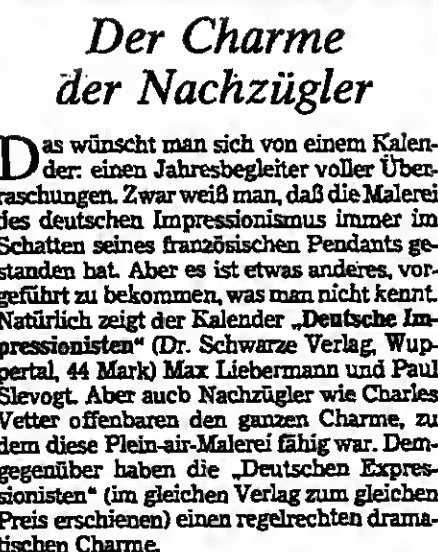 Der Charme
der Nachzügler
Das wünscht man sich von einem Kalen-
der: einen Jahresbegleiter voller Über-
raschungen. Zwar weiß man, daß die Malerei
des deutschen Impressionismus immer im
Schatten seines französischen Pendants ge-
standen hat. Aber es ist etwas anderes, vor-
geführt zu bekommen, was man nicht kennt.
Natürlich zeigt der Kalender „Deutsche Im-
pressionisten“ (Dr. Schwarze Verlag, Wup-
pertal, 44 Mark) Max Liebermann und Paul
Slevogt. Aber auch Nachzügler wie Charles
Vetter offenbaren den ganzen Charme, zu
dem diese Plein-air-Malerei fähig war. Dem-
gegenüber haben die „Deutschen Expres-
sionisten“ (im gleichen Verlag zum gleichen
Preis erschienen) einen regelrechten drama-
tischen Charme.